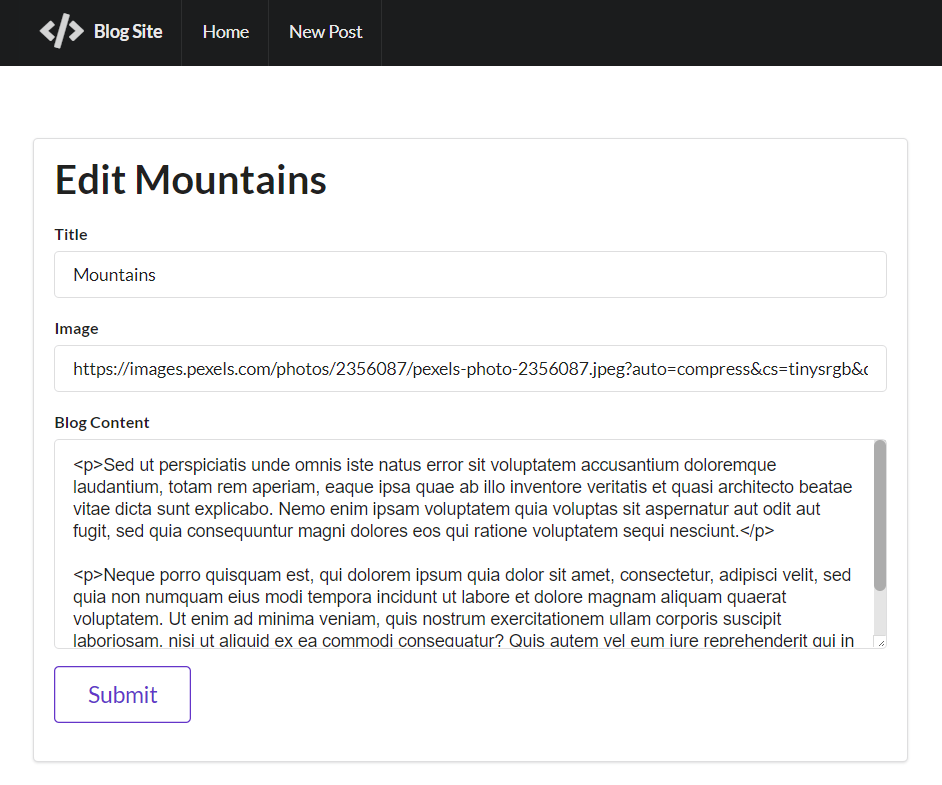 </> Blog Site Home New Post
Edit Mountains
Title
Mountains
Image
https://images.pexels.com/photos/2356087/pexels-photo-2356087.jpeg?auto=compress&cs=tinysrgb&
Blog Content
<p>Sed ut perspiciatis unde omnis iste natus error sit voluptatem accusantium doloremque
laudantium, totam rem aperiam, eaque ipsa quae ab illo inventore veritatis et quasi architecto beatae
vitae dicta sunt explicabo. Nemo enim ipsam voluptatem quia voluptas sit aspernatur aut odit aut
fugit, sed quia consequuntur magni dolores eos qui ratione voluptatem sequi nesciunt.</p>
<p>Neque porro quisquam est, qui dolorem ipsum quia dolor sit amet, consectetur, adipisci velit, sed
quia non numquam eius modi tempora incidunt ut labore et dolore magnam aliquam quaerat
voluptatem. Ut enim ad minima veniam, quis nostrum exercitationem ullam corporis suscipit
laboriosam, nisi ut aliquid ex ea commodi consequatur? Quis autem vel eum iure reprehenderit qui in
Submit